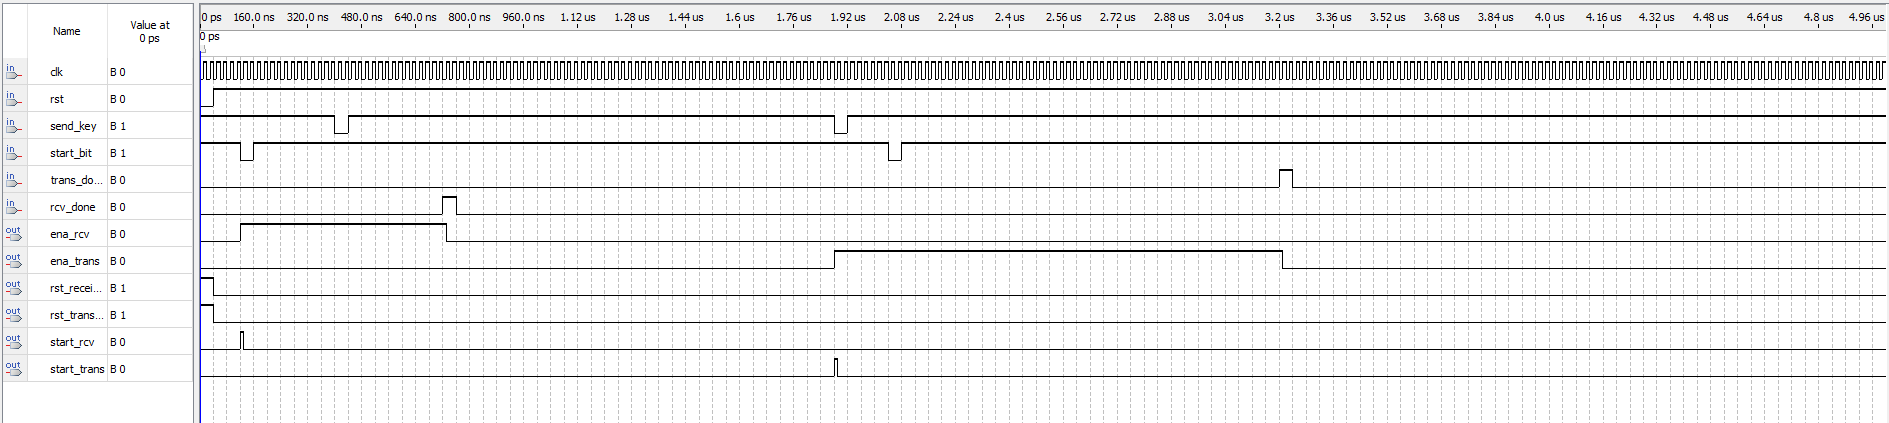 Name
Value at
0 ps
0 ps 160.0 ns 320.0 ns 480.0 ns 640.0 ns 800.0 ns 960.0 ns 1.12 us 1.28 us 1.44 us 1.6 us 1.76 us 1.92 us 2.08 us 2.24 us 2.4 us 2.56 us 2.72 us 2.88 us 3.04 us 3.2 us 3.36 us 3.52 us 3.68 us 3.84 us 4.0 us 4.16 us 4.32 us 4.48 us 4.64 us 4.8 us 4.96 us
0 ps
in clk B 0
in rst B 0
in send_key B 1
in start_bit B 1
in trans_do... B 0
in rcv_done B 0
out ena_rcv B 0
out ena_trans B 0
out rst_recei... B 1
out rst_trans... B 1
out start_rcv B 0
out start_trans B 0